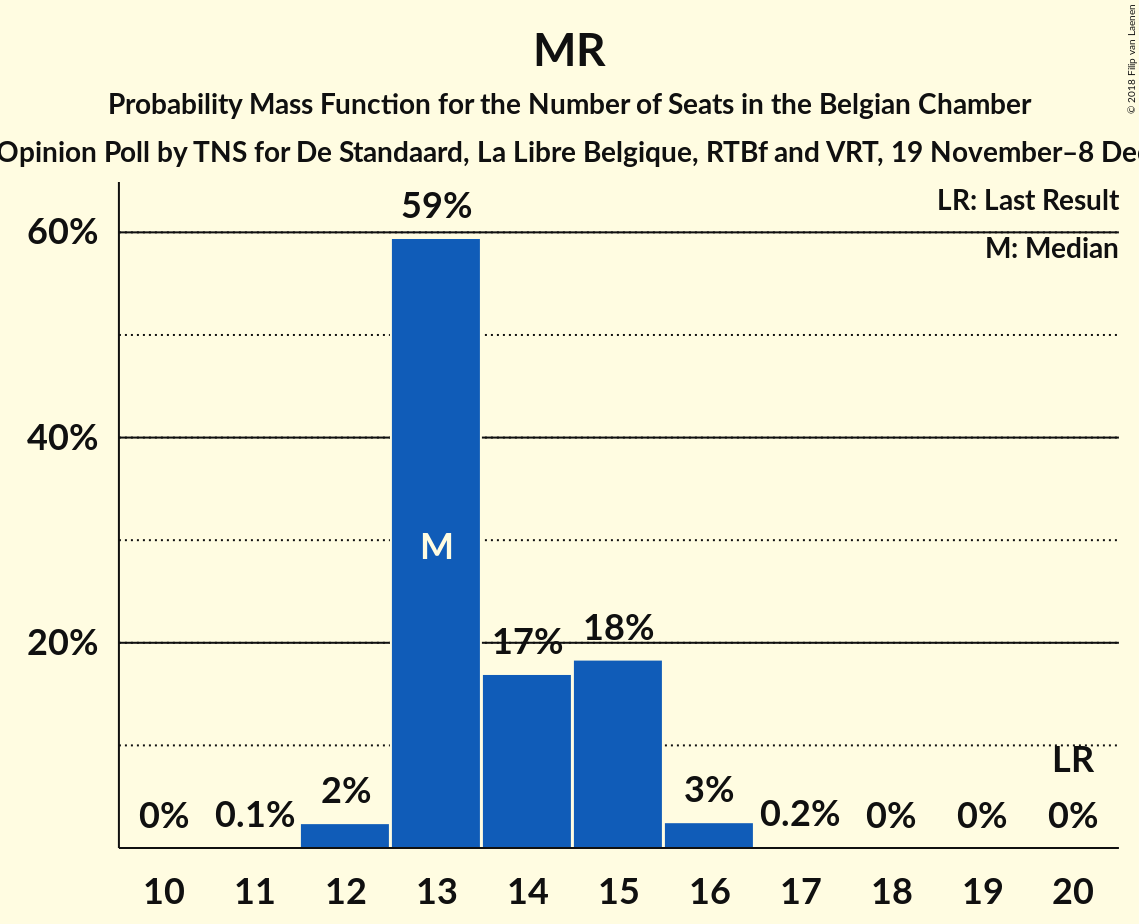 MR
Probability Mass Function for the Number of Seats in the Belgian Chamber
Opinion Poll by TNS for De Standaard, La Libre Belgique, RTBf and VRT, 19 November–8
© 2018 Filip van Laenen
LR: Last Result
M: Median
60%
40%
20%
59%
M
17%
18%
2%
3%
LR
0%
0.1%
0.2%
0%
0%
0%
10 11 12 13 14 15 16 17 18 19 20